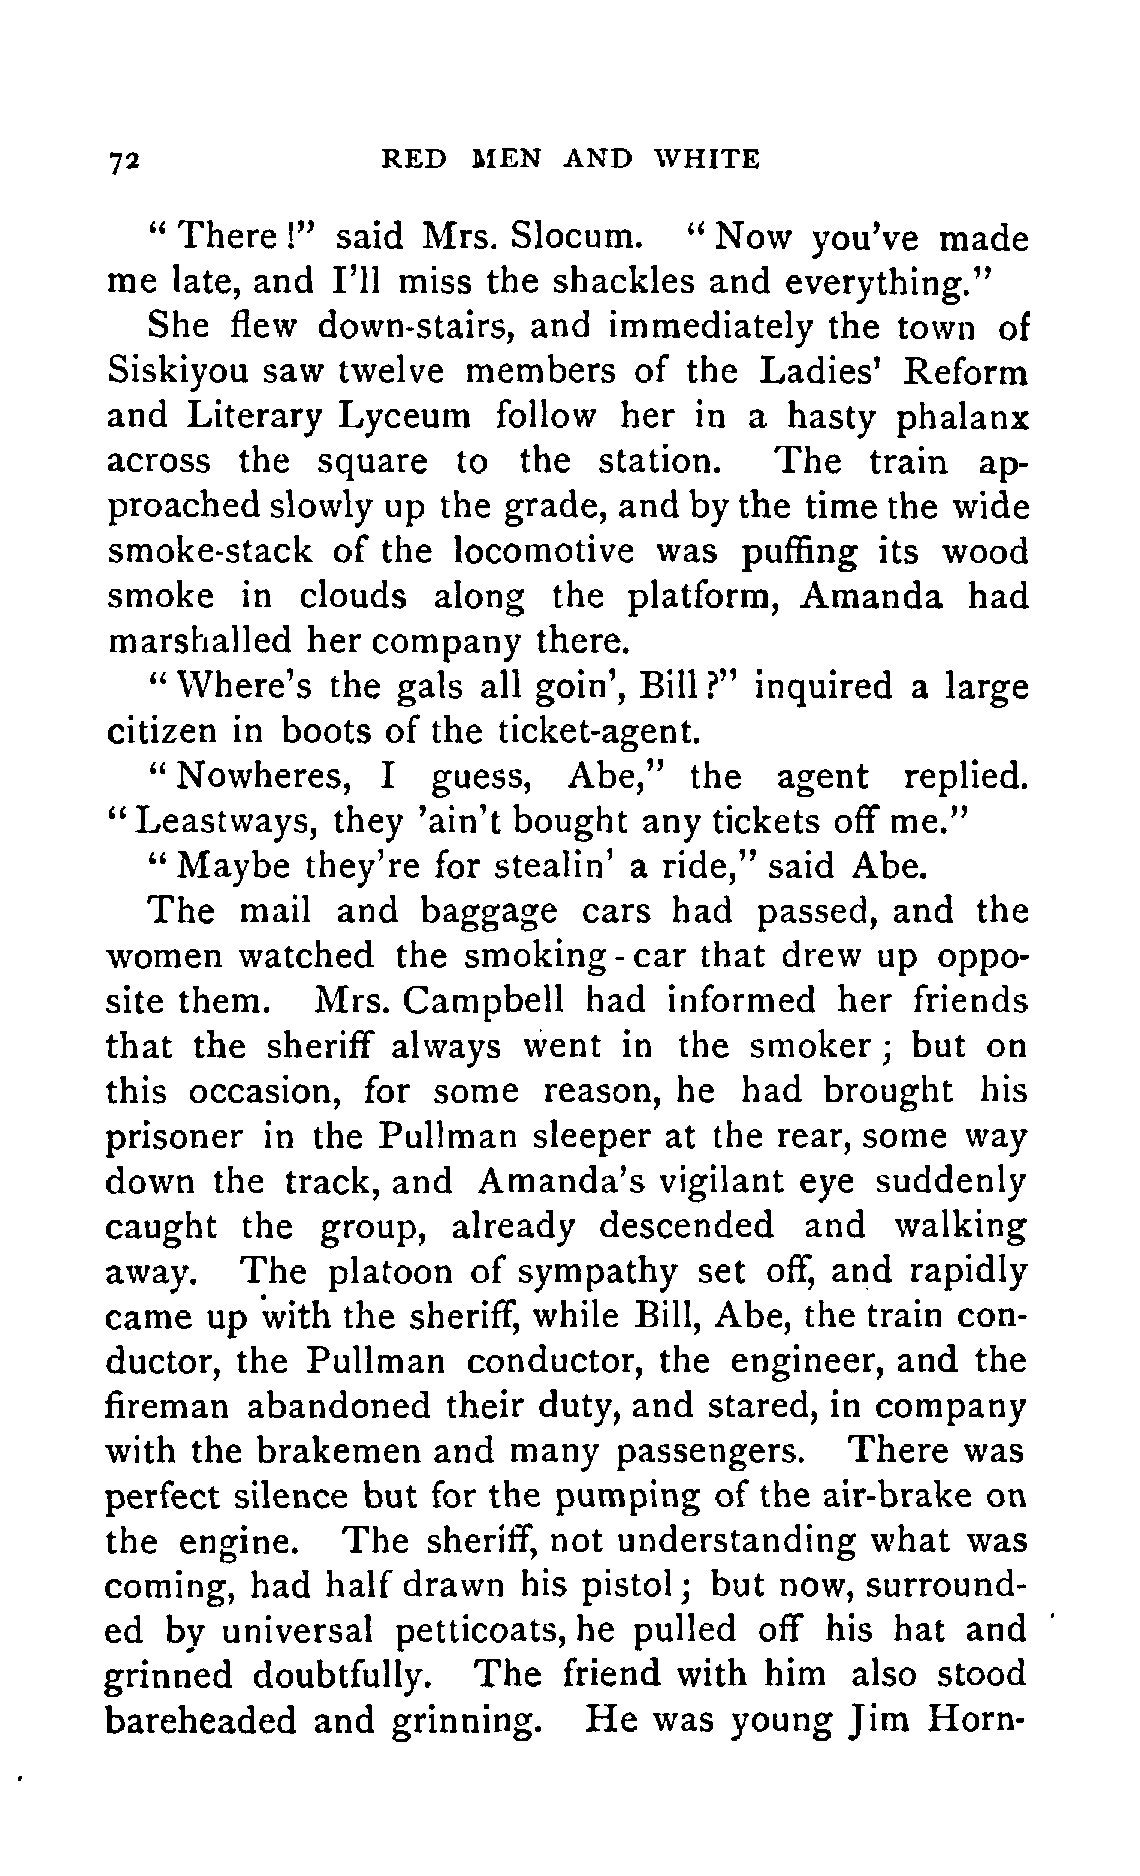 72 RED MEN AND WHITE
" There !" said Mrs. Slocum. " Now you've made
me late, and I'll miss the shackles and everything."
She flew down-stairs, and immediately the town of
Siskiyou saw twelve members of the Ladies' Reform
and Literary Lyceum follow her in a hasty phalanx
across the square to the station. The train ap-
proached slowly up the grade, and by the time the wide
smoke-stack of the locomotive was puffing its wood
smoke in clouds along the platform, Amanda had
marshalled her company there.
" Where's the gals all goin', Bill ?" inquired a large
citizen in boots of the ticket-agent.
" Nowheres, I guess, Abe," the agent replied.
" Leastways, they 'ain't bought any tickets off me."
" Maybe they're for stealin' a ride," said Abe.
The mail and baggage cars had passed, and the
women watched the smoking - car that drew up oppo-
site them. Mrs. Campbell had informed her friends
that the sheriff always went in the smoker ; but on
this occasion, for some reason, he had brought his
prisoner in the Pullman sleeper at the rear, some way
down the track, and Amanda's vigilant eye suddenly
caught the group, already descended and walking
away. The platoon of sympathy set off, and rapidly
came up with the sheriff, while Bill, Abe, the train con-
ductor, the Pullman conductor, the engineer, and the
fireman abandoned their duty, and stared, in company
with the brakemen and many passengers. There was
perfect silence but for the pumping of the air-brake on
the engine. The sheriff, not understanding what was
coming, had half drawn his pistol ; but now, surround-
ed by universal petticoats, he pulled off his hat and
grinned doubtfully. The friend with him also stood
bareheaded and grinning. He was young Jim Horn-